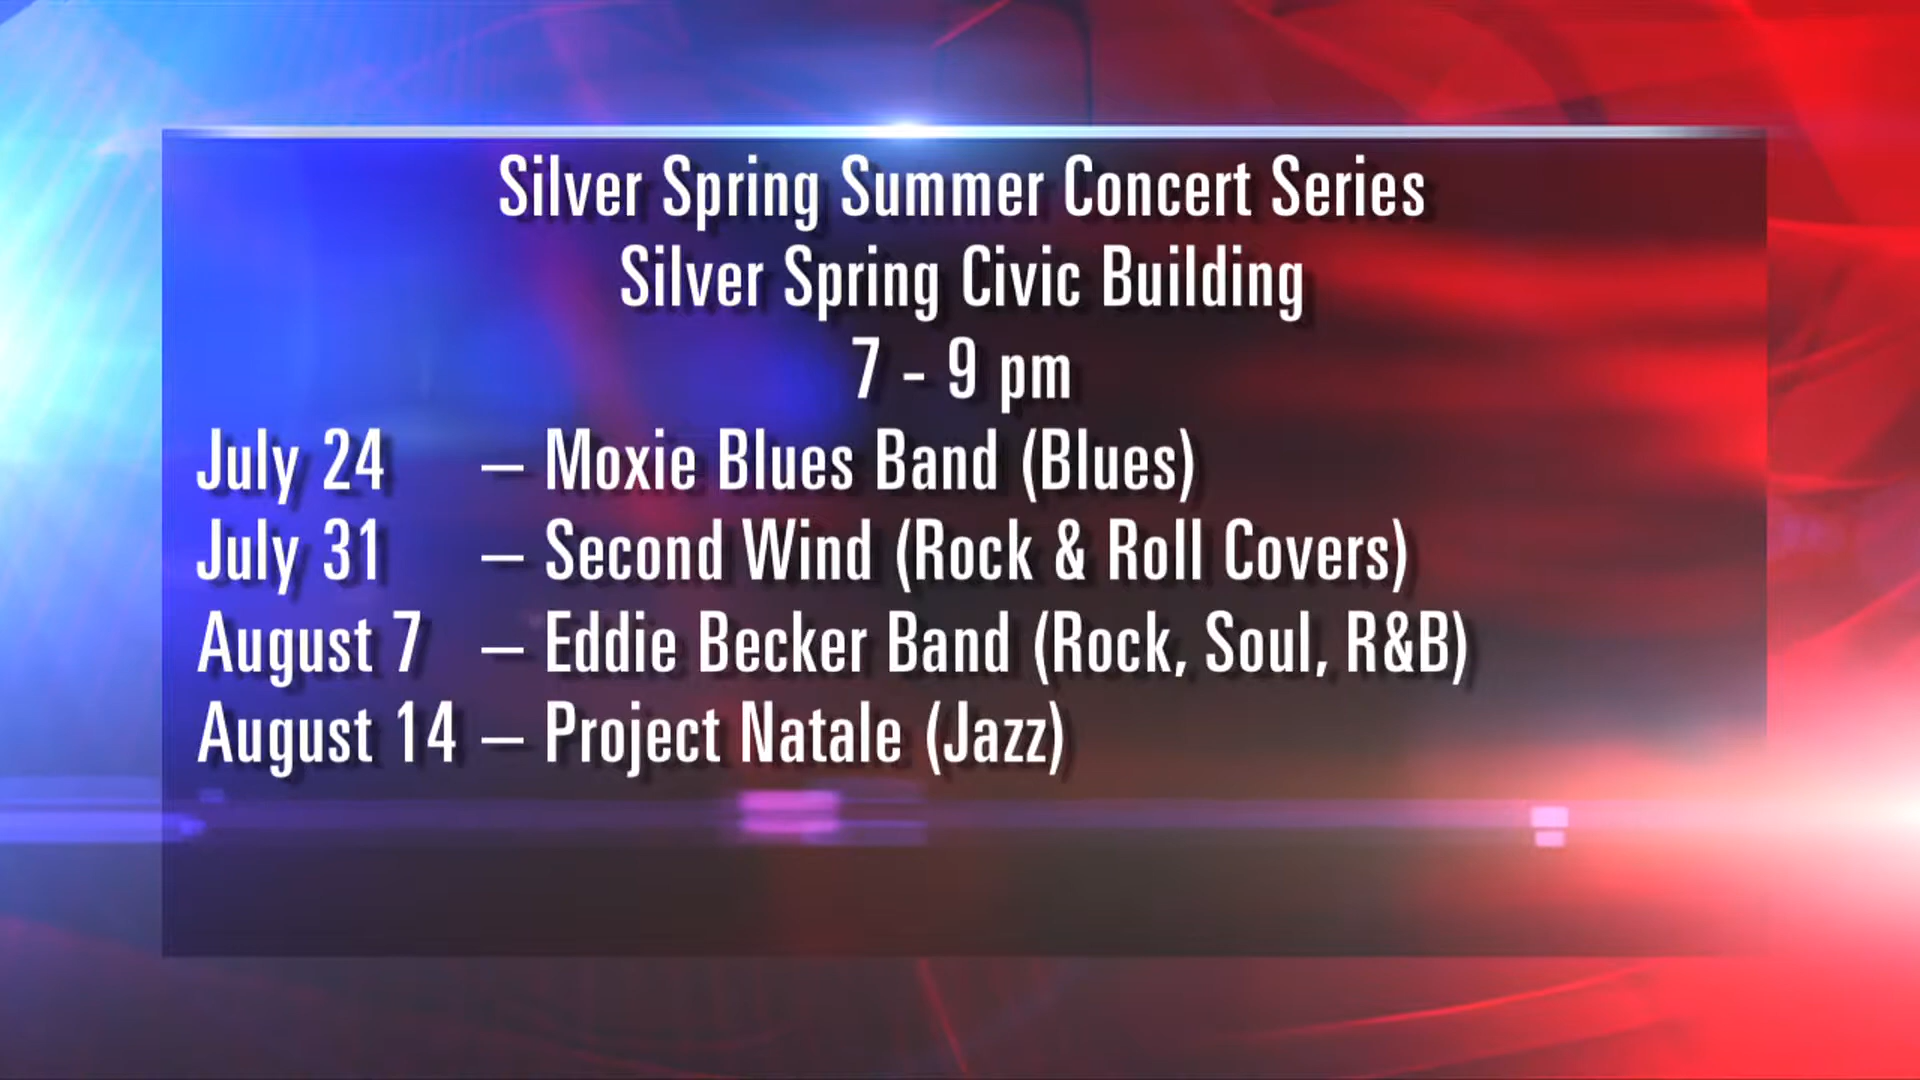 Silver Spring Summer Concert Series
Silver Spring Civic Building
7 - 9 pm
July 24 – Moxie Blues Band (Blues)
July 31 – Second Wind (Rock & Roll Covers)
August 7 – Eddie Becker Band (Rock, Soul, R&B)
August 14 – Project Natale (Jazz)